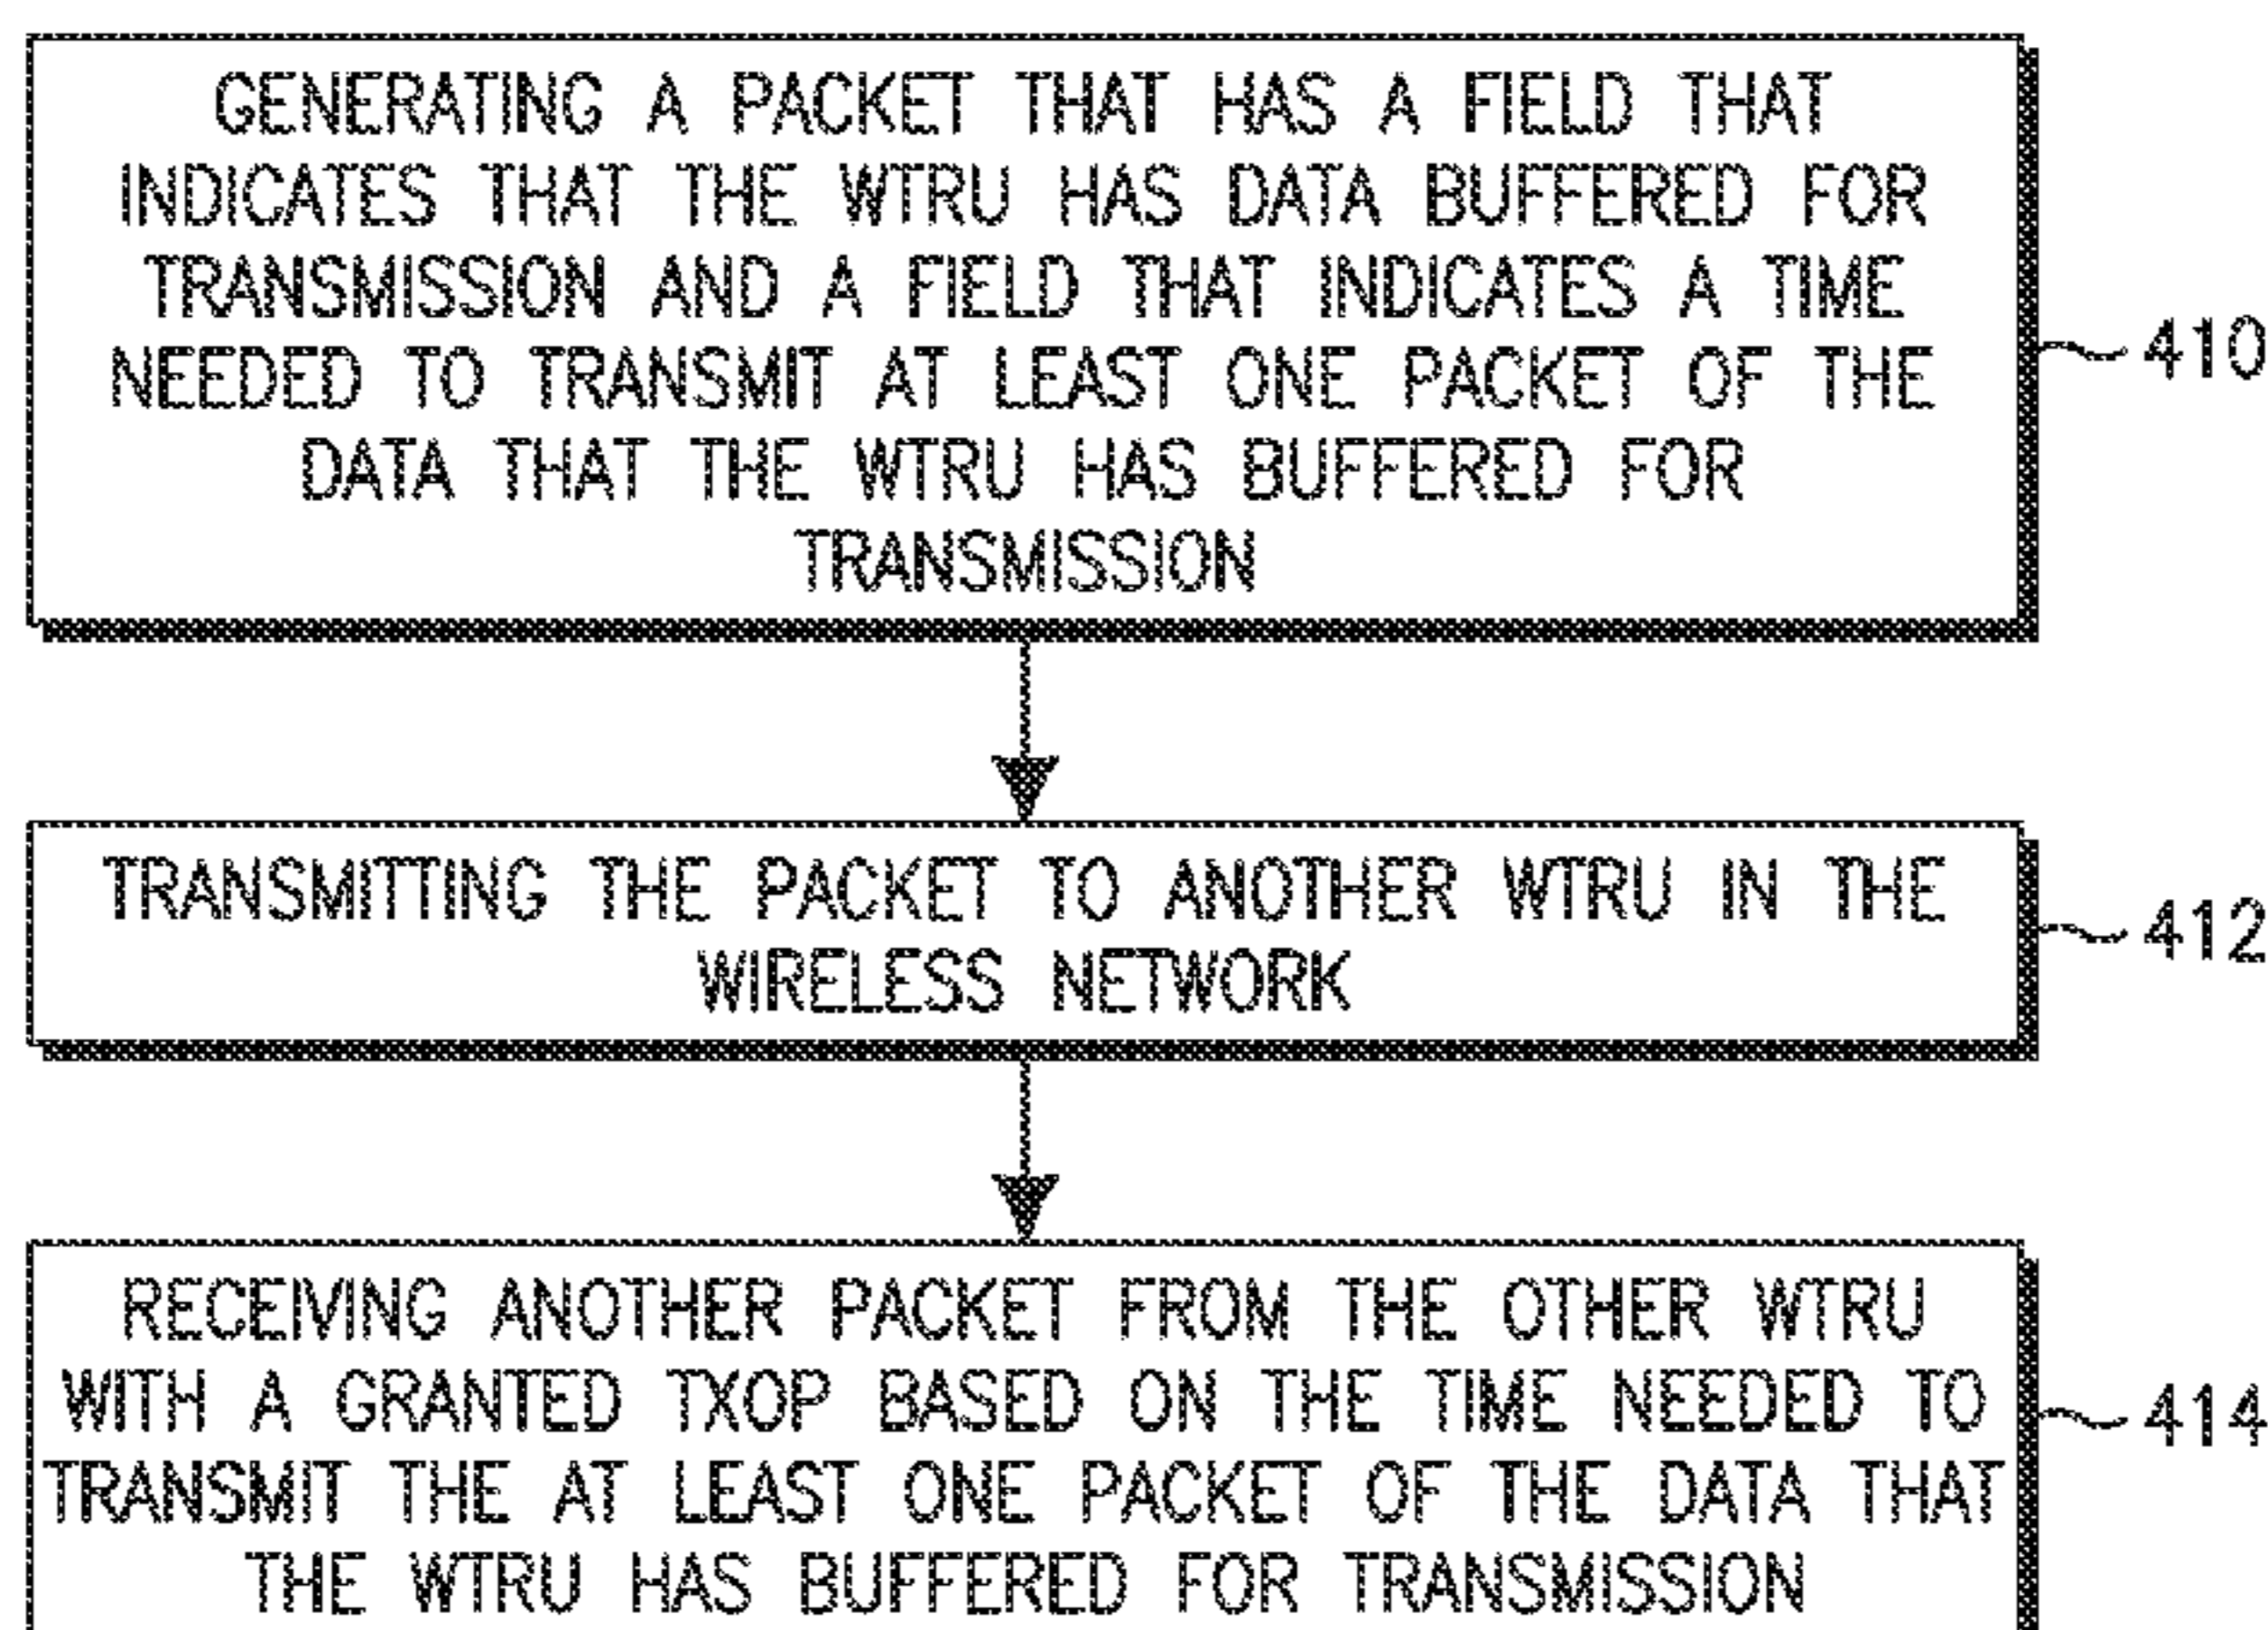 GENERATING A PACKET THAT HAS A FIELD THAT
INDICATES THAT THE WTRU HAS DATA BUFFERED FOR
TRANSMISSION AND A FIELD THAT INDICATES A TIME
NEEDED TO TRANSMIT AT LEAST ONE PACKET OF THE
DATA THAT THE WTRU HAS BUFFERED FOR
TRANSMISSION
410
TRANSMITTING THE PACKET TO ANOTHER WTRU IN THE
WIRELESS NETWORK
412
RECEIVING ANOTHER PACKET FROM THE OTHER WTRU
WITH A GRANTED TXOP BASED ON THE TIME NEEDED TO
TRANSMIT THE AT LEAST ONE PACKET OF THE DATA THAT
THE WTRU HAS BUFFERED FOR TRANSMISSION
414